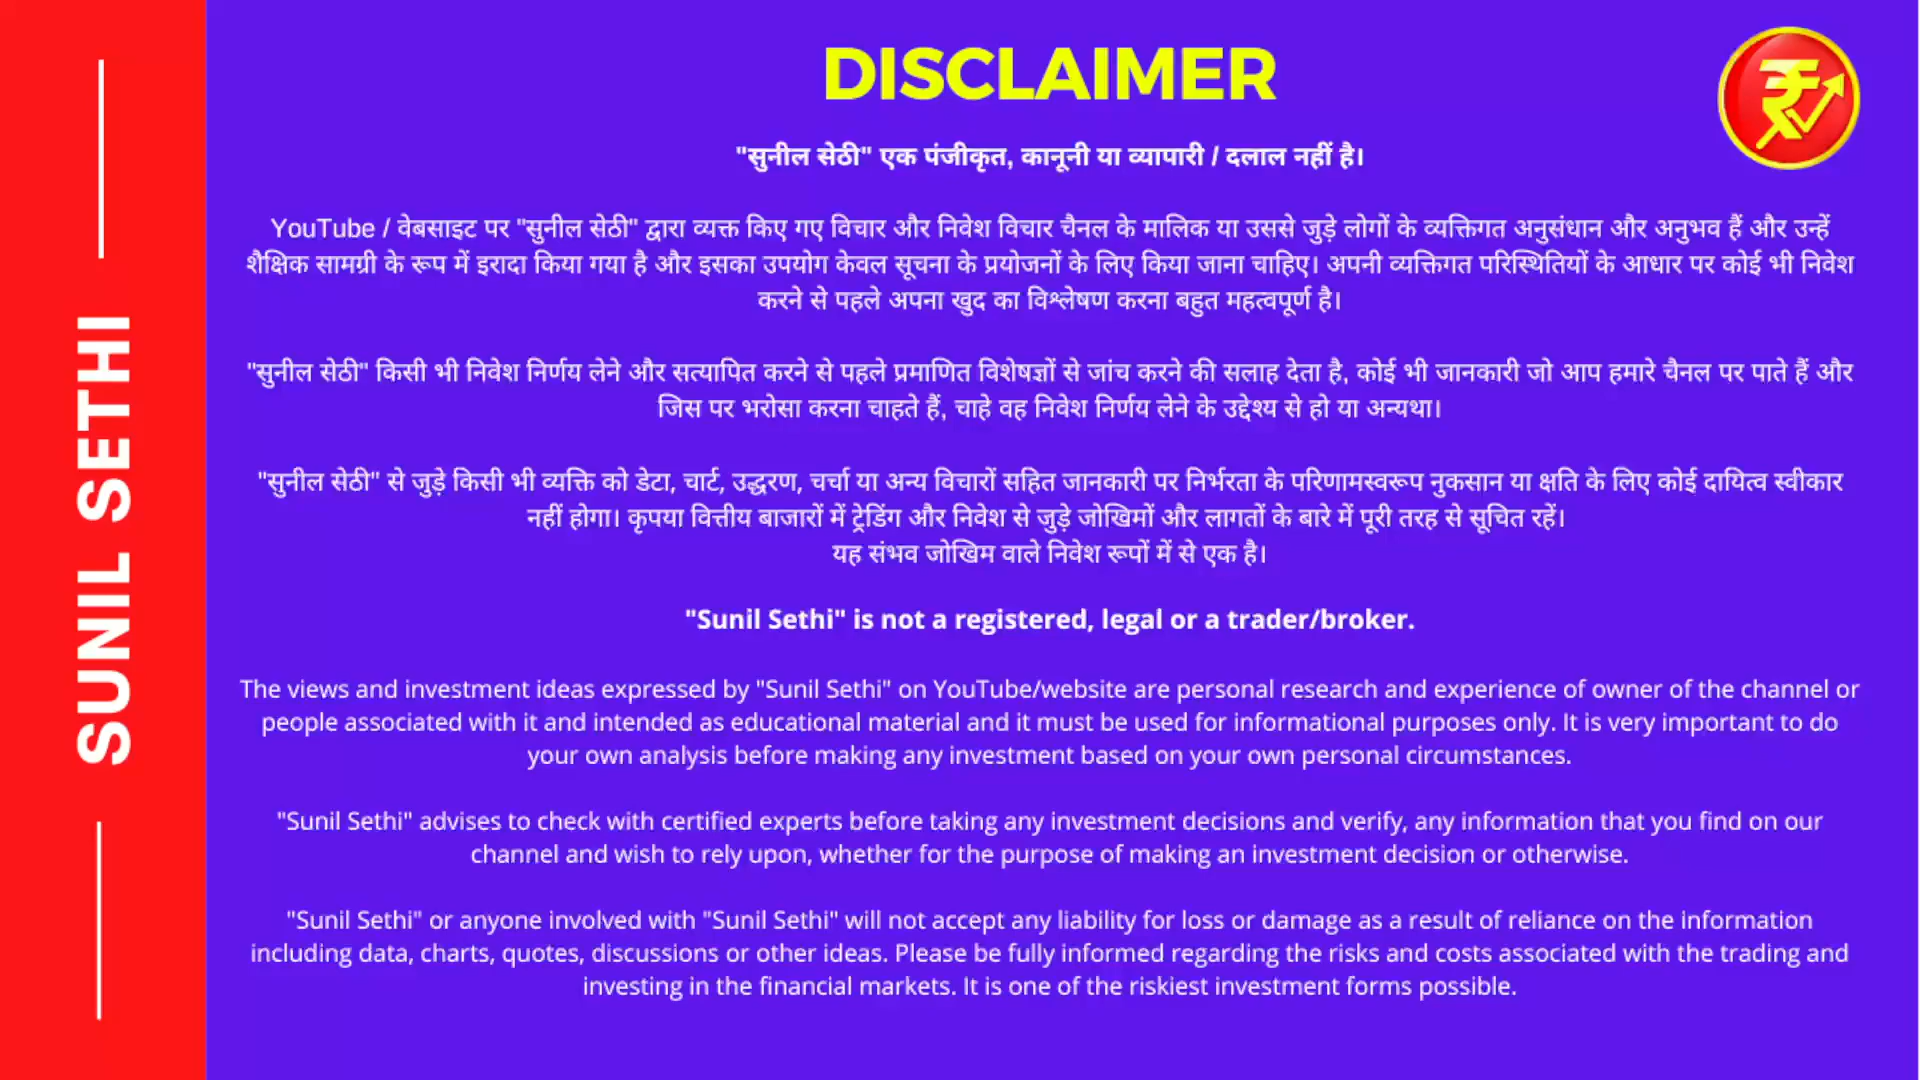 SUNIL SETHI
DISCLAIMER
"सुनील सेठी" एक पंजीकृत, कानूनी या व्यापारी / दलाल नहीं है।
YouTube / वेबसाइट पर "सुनील सेठी" द्वारा व्यक्त किए गए विचार और निवेश विचार चैनल के मालिक या उससे जुड़े लोगों के व्यक्तिगत अनुसंधान और अनुभव हैं और उन्हें
शैक्षिक सामग्री के रूप में इरादा किया गया है और इसका उपयोग केवल सूचना के प्रयोजनों के लिए किया जाना चाहिए। अपनी व्यक्तिगत परिस्थितियों के आधार पर कोई भी निवेश
करने से पहले अपना खुद का विश्लेषण करना बहुत महत्वपूर्ण है।
"सुनील सेठी" किसी भी निवेश निर्णय लेने और सत्यापित करने से पहले प्रमाणित विशेषज्ञों से जांच करने की सलाह देता है, कोई भी जानकारी जो आप हमारे चैनल पर पाते हैं और
जिस पर भरोसा करना चाहते हैं, चाहे वह निवेश निर्णय लेने के उद्देश्य से हो या अन्यथा।
"सुनील सेठी" से जुड़े किसी भी व्यक्ति को डेटा, चार्ट, उद्धरण, चर्चा या अन्य विचारों सहित जानकारी पर निर्भरता के परिणामस्वरूप नुकसान या क्षति के लिए कोई दायित्व स्वीकार
नहीं होगा। कृपया वित्तीय बाजारों में ट्रेडिंग और निवेश से जुड़े जोखिमों और लागतों के बारे में पूरी तरह से सूचित रहें।
यह संभव जोखिम वाले निवेश रूपों में से एक है।
"Sunil Sethi" is not a registered, legal or a trader/broker.
The views and investment ideas expressed by "Sunil Sethi" on YouTube/website are personal research and experience of owner of the channel or
people associated with it and intended as educational material and it must be used for informational purposes only. It is very important to do
your own analysis before making any investment based on your own personal circumstances.
"Sunil Sethi" advises to check with certified experts before taking any investment decisions and verify, any information that you find on our
channel and wish to rely upon, whether for the purpose of making an investment decision or otherwise.
"Sunil Sethi" or anyone involved with "Sunil Sethi" will not accept any liability for loss or damage as a result of reliance on the information
including data, charts, quotes, discussions or other ideas. Please be fully informed regarding the risks and costs associated with the trading and
investing in the financial markets. It is one of the riskiest investment forms possible.